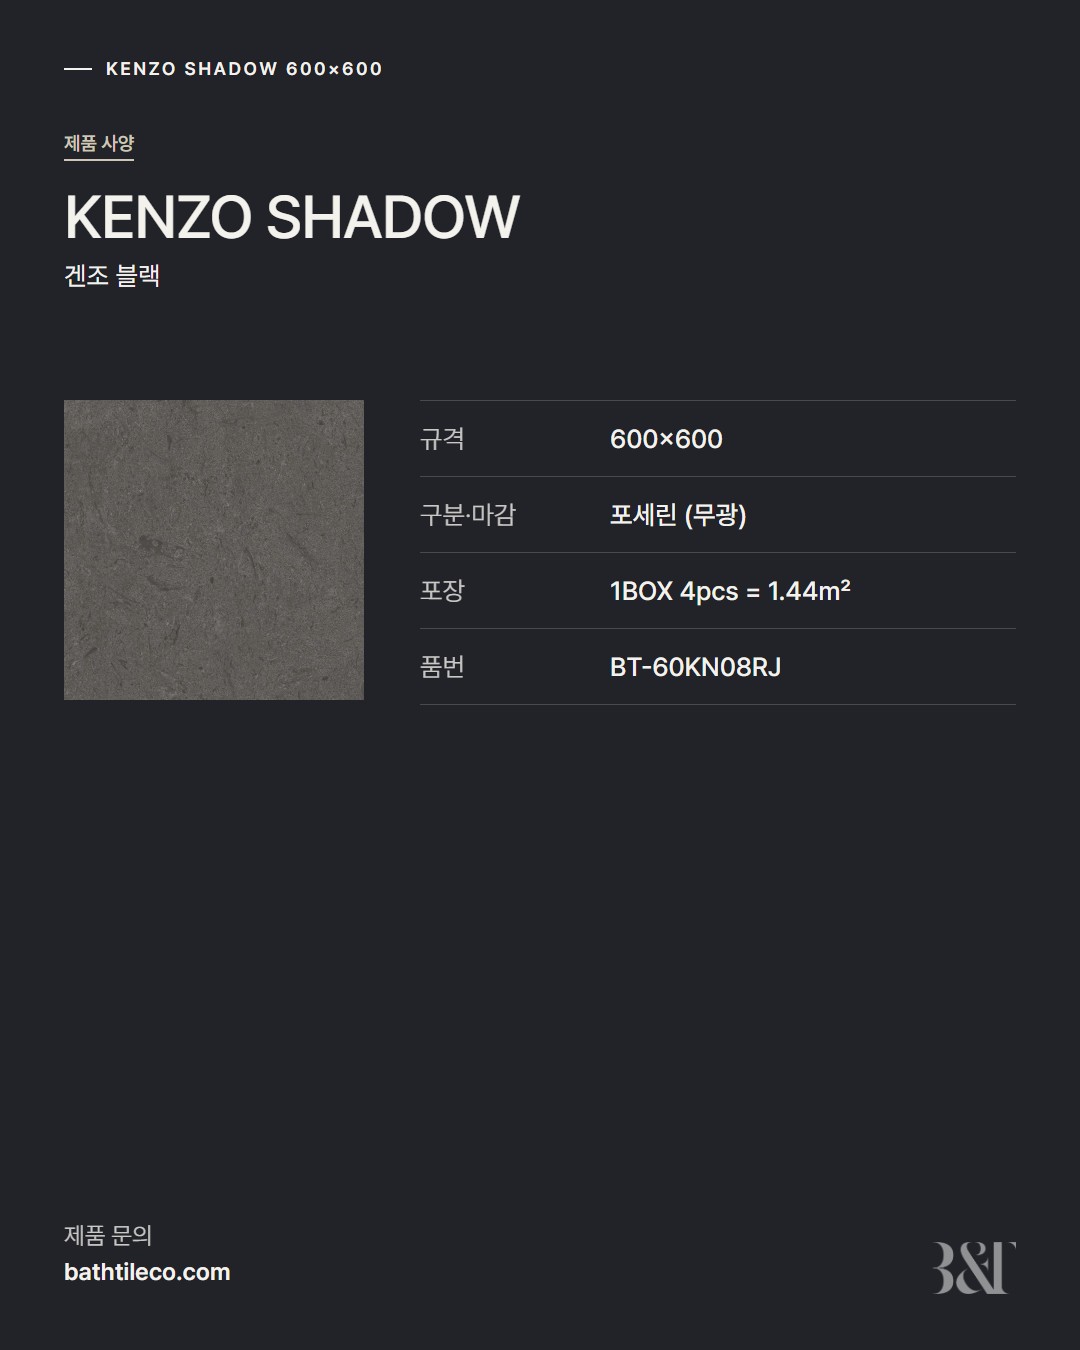 KENZO SHADOW 600×600
제품 사양
KENZO SHADOW
겐조 블랙
규격 600×600
구분·마감 포세린 (무광)
포장 1BOX 4pcs = 1.44m²
품번 BT-60KN08RJ
제품 문의
bathtileco.com
B&T